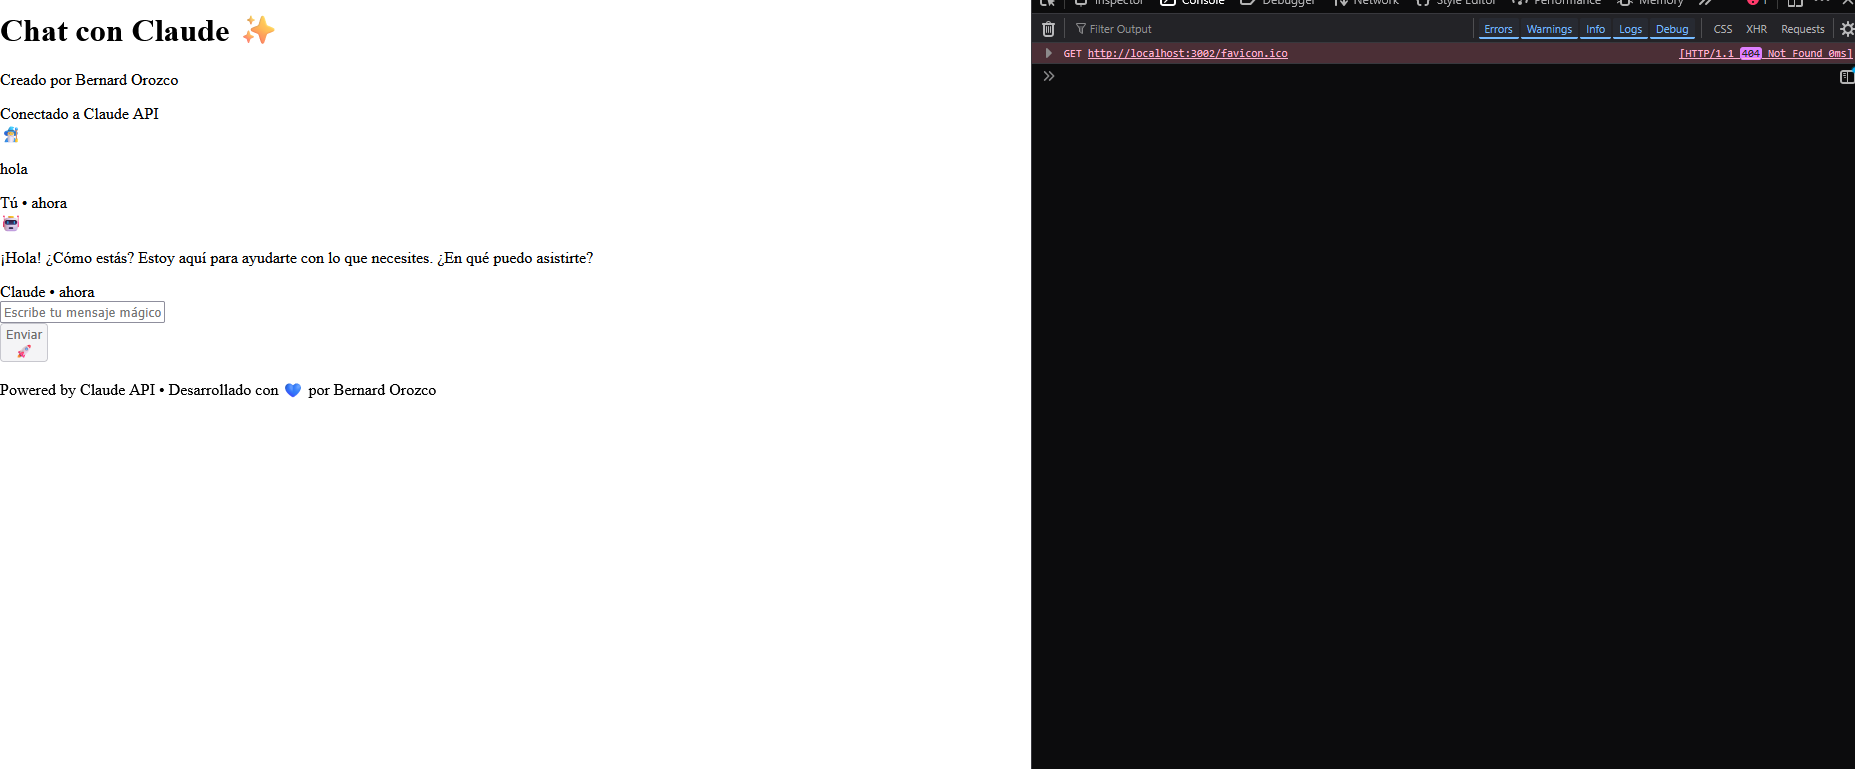 Chat con Claude ✨
Creado por Bernard Orozco
Conectado a Claude API
hola
Tú • ahora
¡Hola! ¿Cómo estás? Estoy aquí para ayudarte con lo que necesites. ¿En qué puedo asistirte?
Claude • ahora
Escribe tu mensaje mágico
Enviar
🚀
Powered by Claude API • Desarrollado con 💙 por Bernard Orozco
Inspector Console Debugger Network Style Editor Performance Memory 1
Filter Output Errors Warnings Info Logs Debug CSS XHR Requests
GET http://localhost:3002/favicon.ico [HTTP/1.1 404 Not Found 0ms]